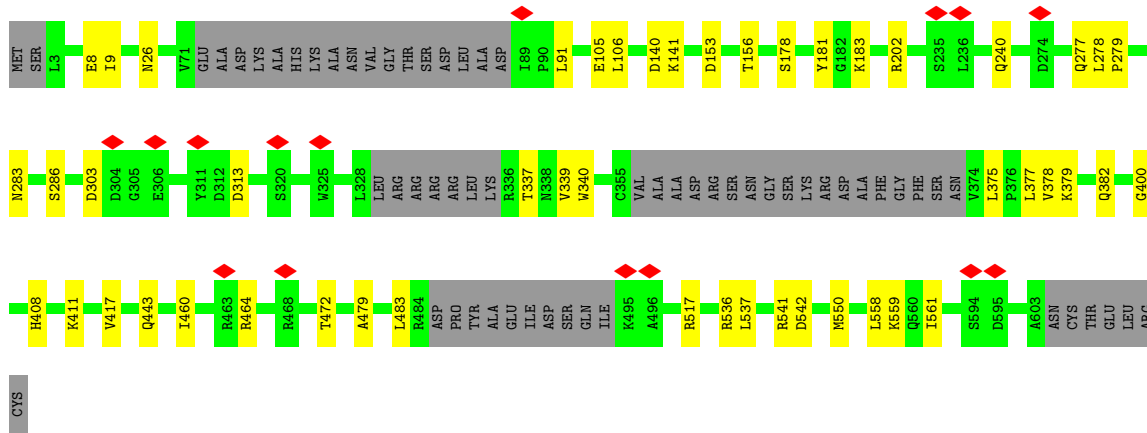 MET SER L3 E8 I9 N26 V71 GLU ALA ASP LYS ALA HIS LYS ALA ASN VAL GLY THR SER ASP LEU ALA ASP I89 P90 L91 E105 L106 D140 K141 D153 T156 S178 Y181 G182 K183 R202 S235 L236 Q240 D274 Q277 L278 P279
N283 S286 D303 D304 G305 E306 Y311 D312 D313 S320 W325 L328 LEU ARG ARG ARG ARG LEU LYS R336 T337 N338 V339 W340 C355 VAL ALA ALA ASP ARG SER ASN GLY SER LYS ARG ASP ALA PHE GLY PHE SER ASN V374 L375 P376 L377 V378 K379 Q382 G400
H408 K411 V417 Q443 I460 R463 R464 R468 T472 A479 L483 R484 ASP PRO TYR ALA GLU ILE ASP SER GLN ILE K495 A496 R517 R536 L537 R541 D542 M550 L558 K559 Q560 I561 S594 D595 A603 ASN CYS THR GLU LEU ARG
CYS